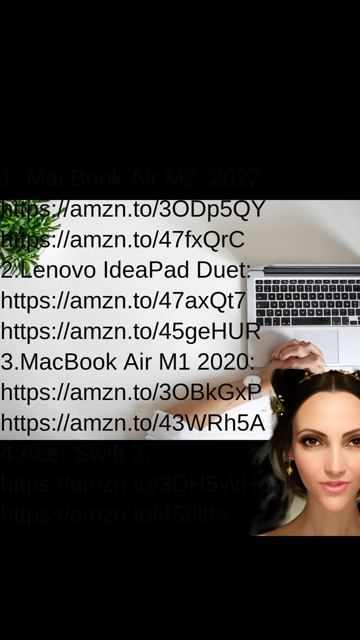 1. MacBook Air M2, 2022
https://amzn.to/3ODp5QY
https://amzn.to/47fxQrC
2.Lenovo IdeaPad Duet:
https://amzn.to/47axQt7
https://amzn.to/45geHUR
3.MacBook Air M1 2020:
https://amzn.to/3OBkGxP
https://amzn.to/43WRh5A
4.Acer Swift 3: